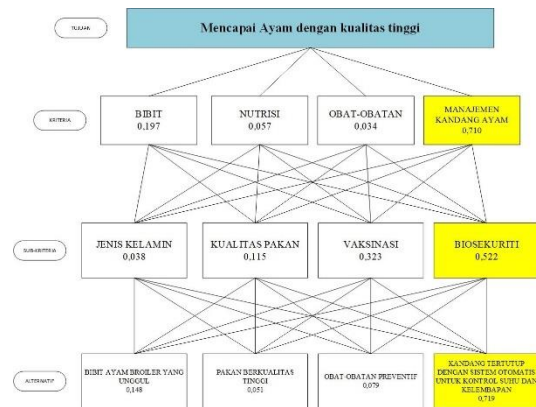 TUJUAN
Mencapai Ayam dengan kualitas tinggi
KRITERIA
BIBIT
0,197
NUTRISI
0,057
OBAT-OBATAN
0,034
MANAJEMEN
KANDANG AYAM
0,710
SUB-KRITERIA
JENIS KELAMIN
0,038
KUALITAS PAKAN
0,115
VAKSINASI
0,323
BIOSEKURITI
0,522
ALTERNATIF
BIBIT AYAM BROILER YANG
UNGGUL
0,148
PAKAN BERKUALITAS
TINGGI
0,051
OBAT-OBATAN PREVENTIF
0,079
KANDANG TERTUTUP
DENGAN SISTEM OTOMATIS
UNTUK KONTROL SUHU DAN
KELEMBAPAN
0,719